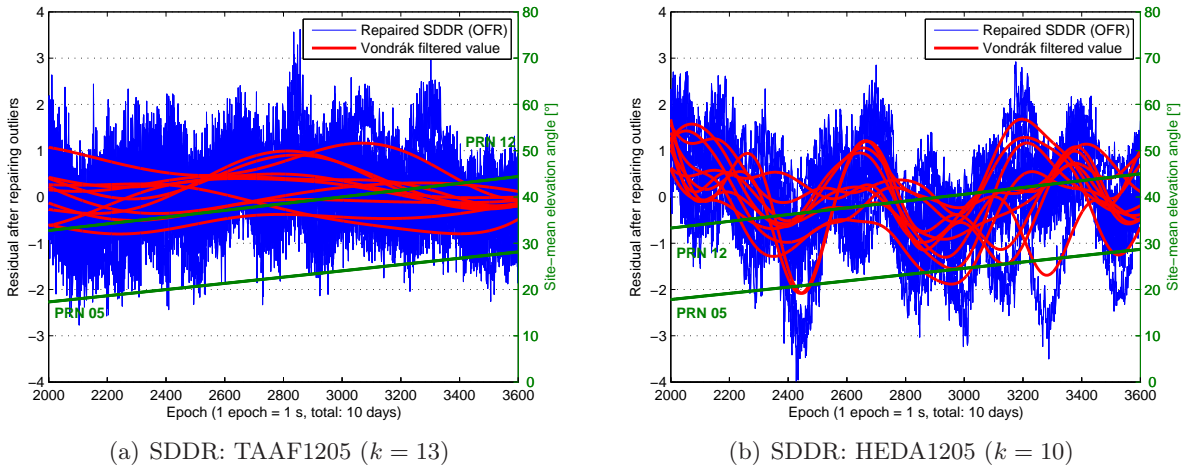 Repaired SDDR (OFR)
Vondrák filtered value
Residual after repairing outliers
4
3
2
1
0
−1
−2
−3
−4
PRN 12
PRN 05
80
70
60
50
40
30
20
10
0
Site−mean elevation angle [°]
2000 2200 2400 2600 2800 3000 3200 3400 3600
Epoch (1 epoch = 1 s, total: 10 days)
(a) SDDR: TAAF1205 (k = 13)
Repaired SDDR (OFR)
Vondrák filtered value
Residual after repairing outliers
4
3
2
1
0
−1
−2
−3
−4
PRN 12
PRN 05
80
70
60
50
40
30
20
10
0
Site−mean elevation angle [°]
2000 2200 2400 2600 2800 3000 3200 3400 3600
Epoch (1 epoch = 1 s, total: 10 days)
(b) SDDR: HEDA1205 (k = 10)